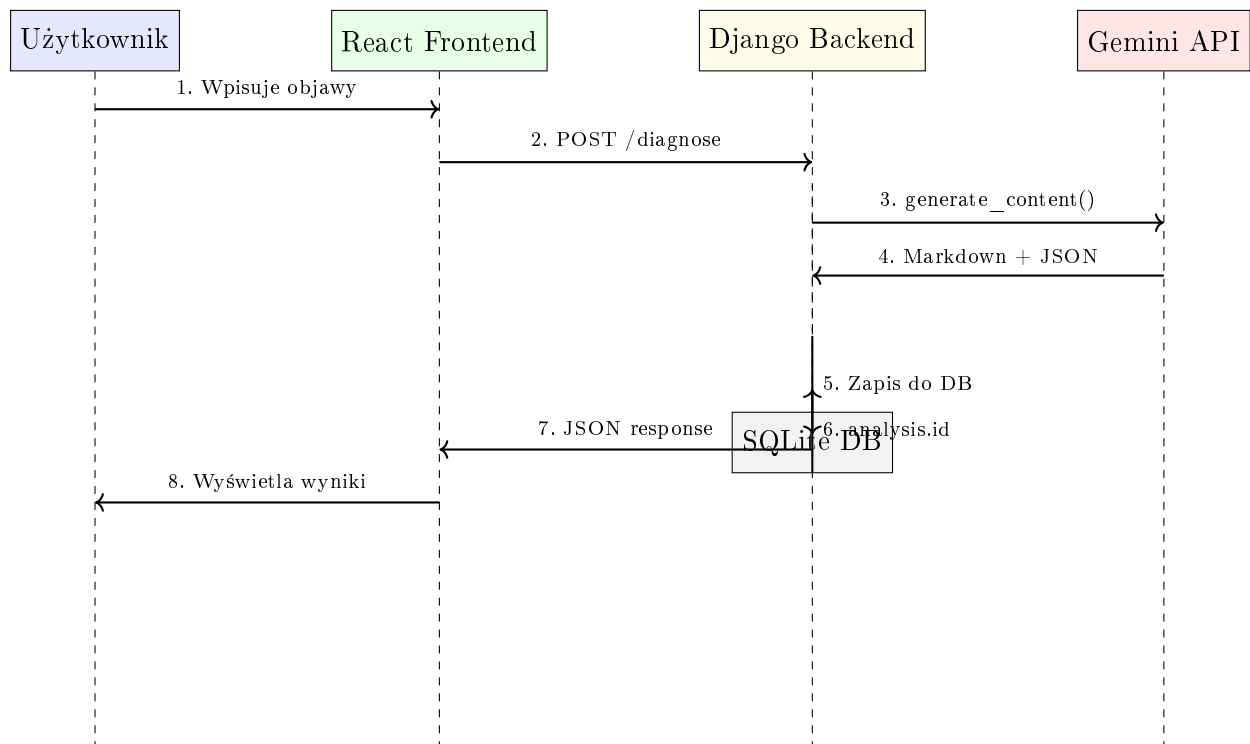 Użytkownik
React Frontend
Django Backend
Gemini API
1. Wpisuje objawy
2. POST /diagnose
3. generate_content()
4. Markdown + JSON
5. Zapis do DB
6. analysis.id
SQLite DB
7. JSON response
8. Wyświetla wyniki